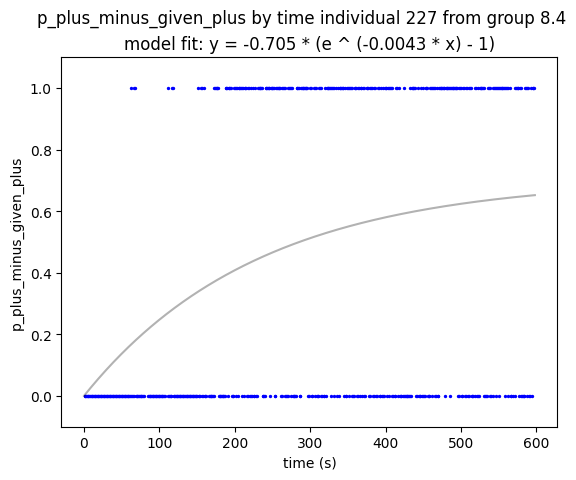 p_plus_minus_given_plus by time individual 227 from group 8.4
model fit: y = -0.705 * (e ^ (-0.0043 * x) - 1)
p_plus_minus_given_plus
1.0
0.8
0.6
0.4
0.2
0.0
0 100 200 300 400 500 600
time (s)